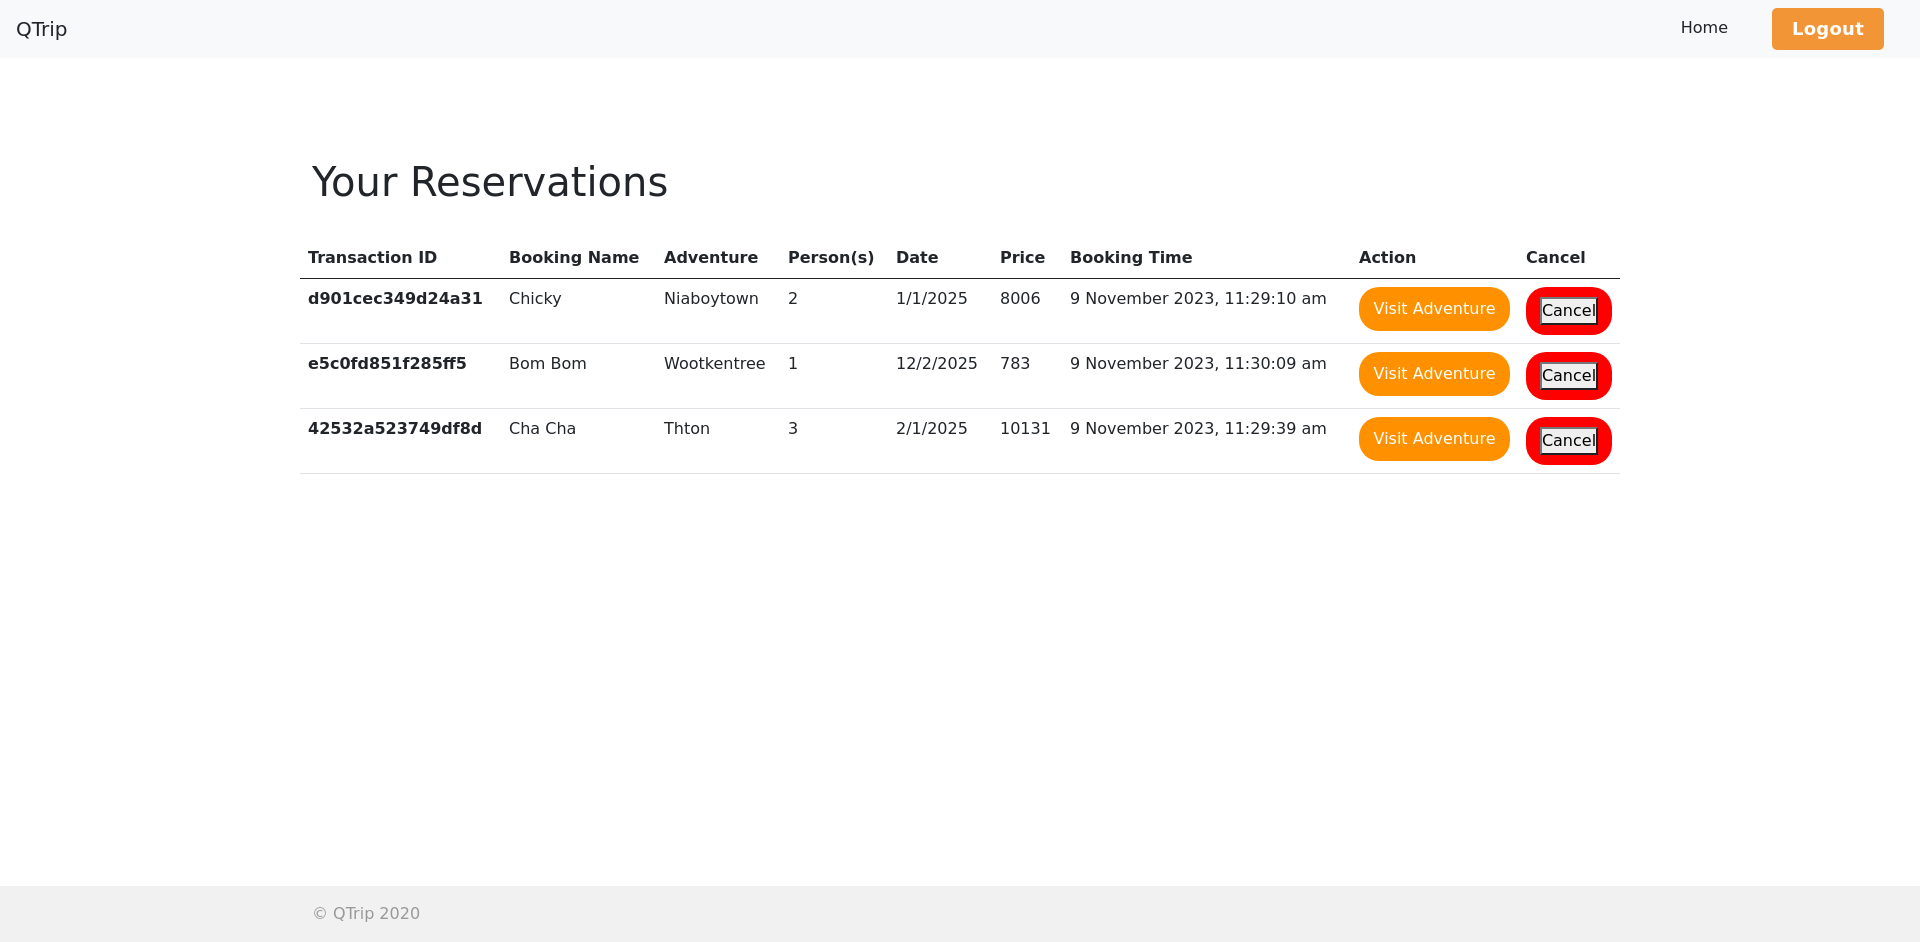 QTrip Home Logout
Your Reservations
Transaction ID Booking Name Adventure Person(s) Date Price Booking Time Action Cancel
d901cec349d24a31 Chicky Niaboytown 2 1/1/2025 8006 9 November 2023, 11:29:10 am Visit Adventure Cancel
e5c0fd851f285ff5 Bom Bom Wootkentree 1 12/2/2025 783 9 November 2023, 11:30:09 am Visit Adventure Cancel
42532a523749df8d Cha Cha Thton 3 2/1/2025 10131 9 November 2023, 11:29:39 am Visit Adventure Cancel
© QTrip 2020